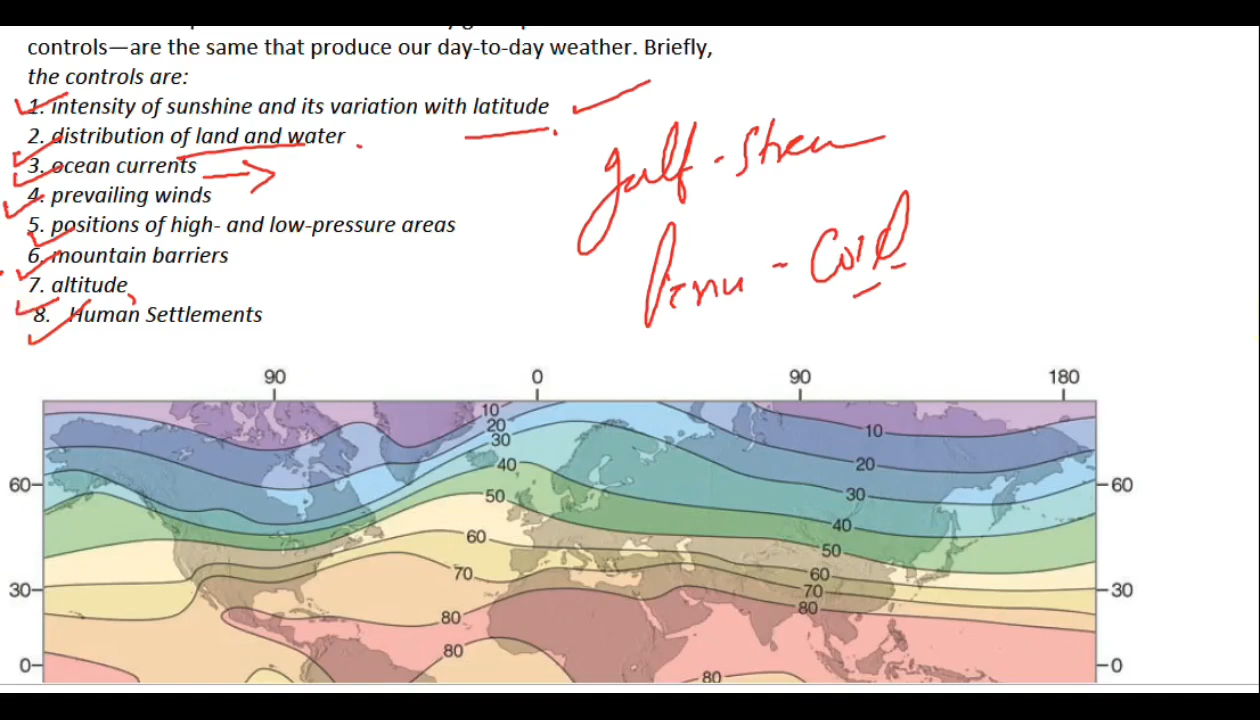 controls—are the same that produce our day-to-day weather. Briefly,
the controls are:
1. intensity of sunshine and its variation with latitude
2. distribution of land and water
3. ocean currents
4. prevailing winds
5. positions of high- and low-pressure areas
6. mountain barriers
7. altitude
8. Human Settlements
gulf - Strea
Peru - Cold
90 0 90 180
10
20
30
40
50
60
70
80
80
10
20
30
40
50
60
70
80
80
60 60
30 30
0 0